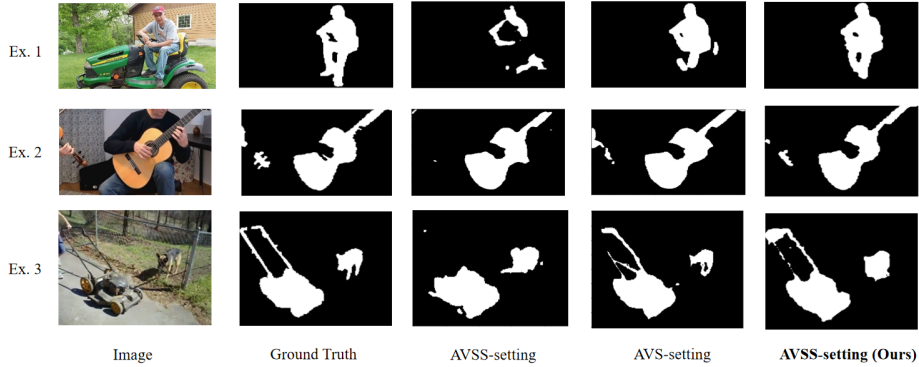 Ex. 1
Ex. 2
Ex. 3
Image Ground Truth AVSS-setting AVS-setting AVSS-setting (Ours)